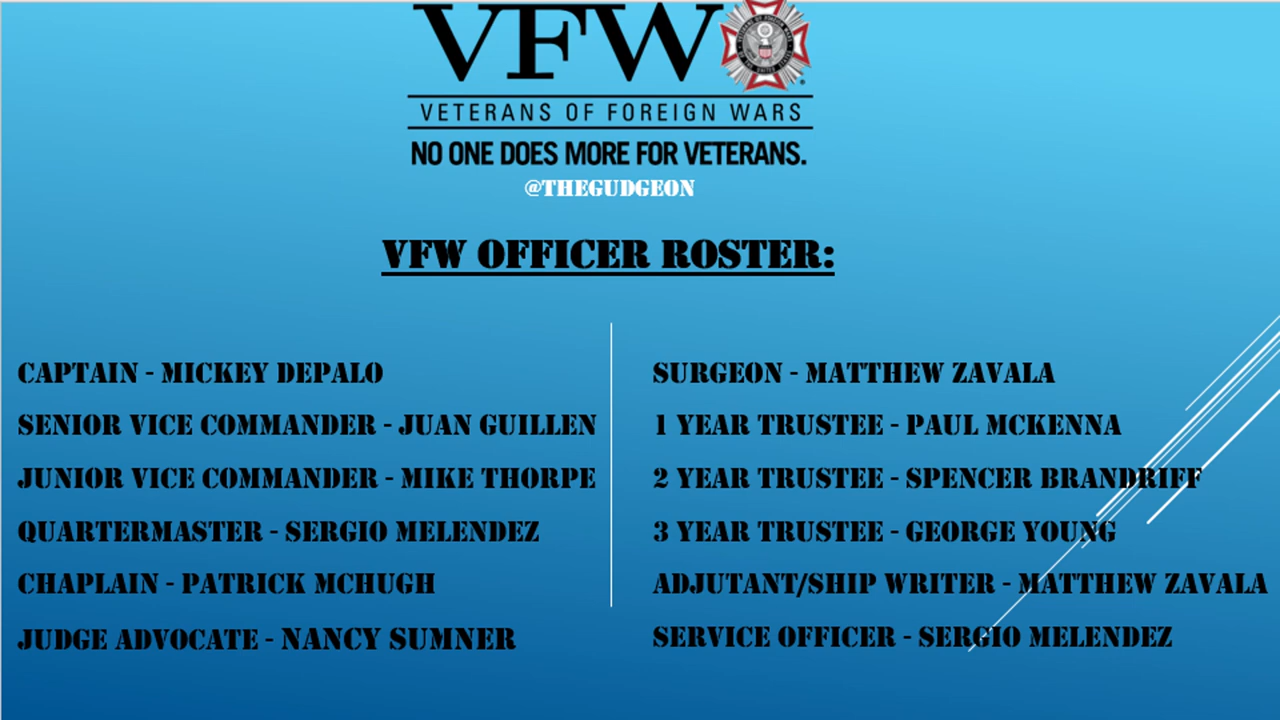 VFW
VETERANS OF FOREIGN WARS
NO ONE DOES MORE FOR VETERANS.
@THEGUDGEON
VFW OFFICER ROSTER:
CAPTAIN - MICKEY DEPALO
SENIOR VICE COMMANDER - JUAN GUILLEN
JUNIOR VICE COMMANDER - MIKE THORPE
QUARTERMASTER - SERGIO MELENDEZ
CHAPLAIN - PATRICK MCHUGH
JUDGE ADVOCATE - NANCY SUMNER
SURGEON - MATTHEW ZAVALA
1 YEAR TRUSTEE - PAUL MCKENNA
2 YEAR TRUSTEE - SPENCER BRANDRIFF
3 YEAR TRUSTEE - GEORGE YOUNG
ADJUTANT/SHIP WRITER - MATTHEW ZAVALA
SERVICE OFFICER - SERGIO MELENDEZ